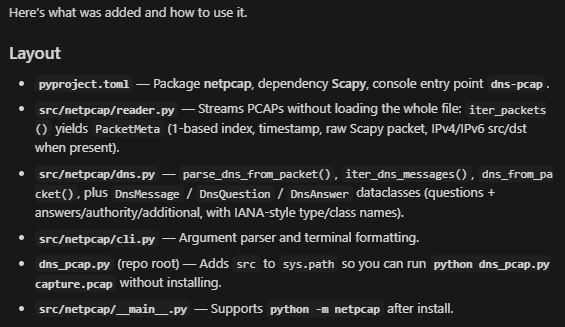 Here's what was added and how to use it.
Layout
• pyproject.toml — Package netpcap, dependency Scapy, console entry point dns-pcap.
• src/netpcap/reader.py — Streams PCAPs without loading the whole file: iter_packets
() yields PacketMeta (1-based index, timestamp, raw Scapy packet, IPv4/IPv6 src/dst
when present).
• src/netpcap/dns.py — parse_dns_from_packet(), iter_dns_messages(), dns_from_pa
cket(), plus DnsMessage / DnsQuestion / DnsAnswer dataclasses (questions +
answers/authority/additional, with IANA-style type/class names).
• src/netpcap/cli.py — Argument parser and terminal formatting.
• dns_pcap.py (repo root) — Adds src to sys.path so you can run python dns_pcap.py
capture.pcap without installing.
• src/netpcap/__main__.py — Supports python -m netpcap after install.